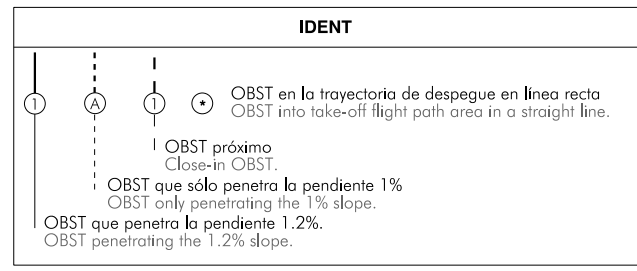 IDENT
1 A 1 * OBST en la trayectoria de despegue en línea recta
OBST into take-off flight path area in a straight line.
OBST próximo
Close-in OBST.
OBST que sólo penetra la pendiente 1%
OBST only penetrating the 1% slope.
OBST que penetra la pendiente 1.2%.
OBST penetrating the 1.2% slope.